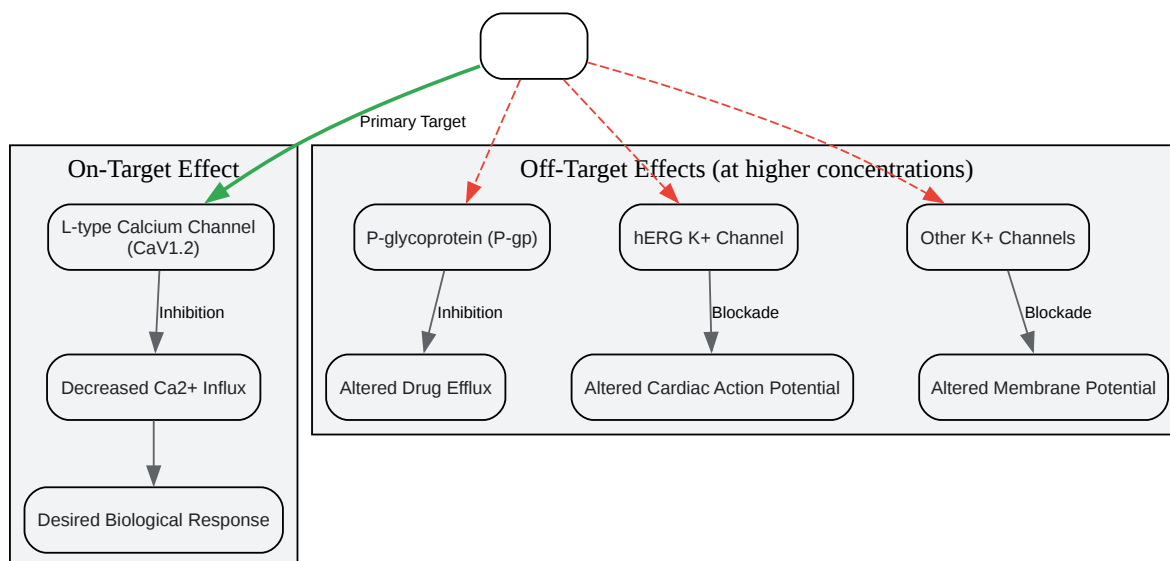 Primary Target
On-Target Effect
Off-Target Effects (at higher concentrations)
L-type Calcium Channel
(CaV1.2)
P-glycoprotein (P-gp)
hERG K+ Channel
Other K+ Channels
Inhibition
Inhibition
Blockade
Blockade
Decreased Ca2+ Influx
Altered Drug Efflux
Altered Cardiac Action Potential
Altered Membrane Potential
Desired Biological Response